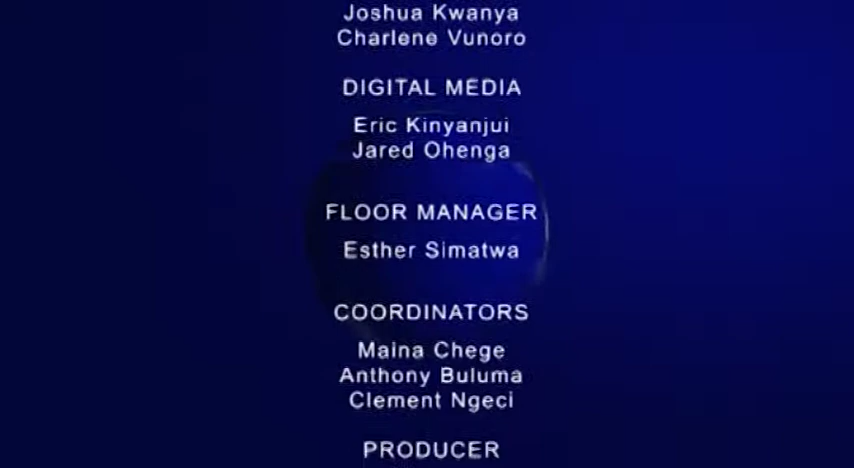 Joshua Kwanya
Charlene Vunoro
DIGITAL MEDIA
Eric Kinyanjui
Jared Ohenga
FLOOR MANAGER
Esther Simatwa
COORDINATORS
Maina Chege
Anthony Buluma
Clement Ngeci
PRODUCER